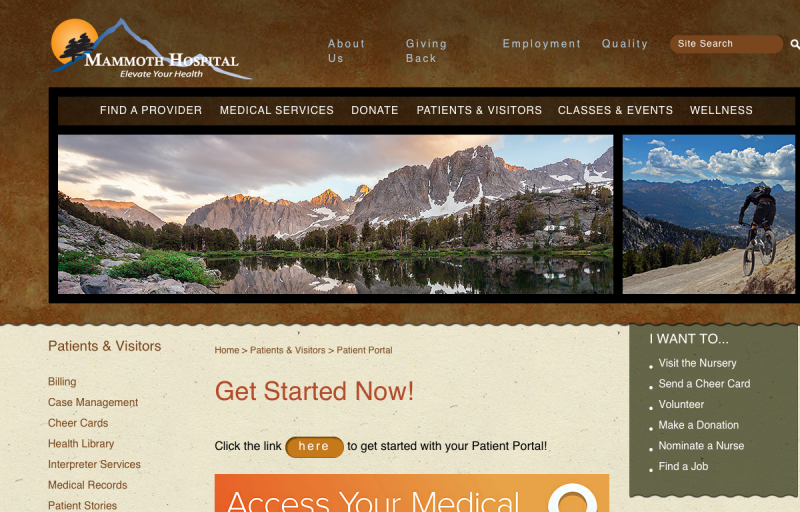 MAMMOTH HOSPITAL
Elevate Your Health
About Us
Giving Back
Employment
Quality
Site Search
FIND A PROVIDER MEDICAL SERVICES DONATE PATIENTS & VISITORS CLASSES & EVENTS WELLNESS
Patients & Visitors
Billing
Case Management
Cheer Cards
Health Library
Interpreter Services
Medical Records
Patient Stories
Home > Patients & Visitors > Patient Portal
Get Started Now!
Click the link here to get started with your Patient Portal!
Access Your Medical
I WANT TO...
Visit the Nursery
Send a Cheer Card
Volunteer
Make a Donation
Nominate a Nurse
Find a Job